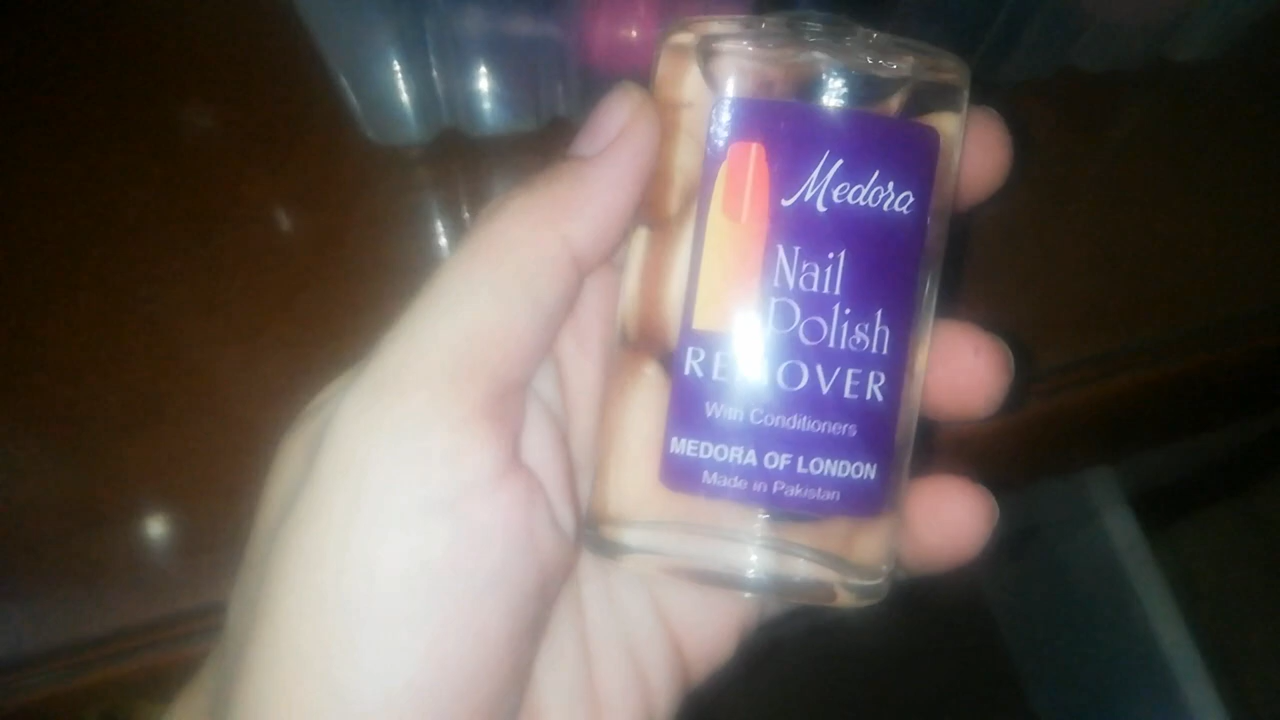 Medora
Nail
Polish
REMOVER
With Conditioners
MEDORA OF LONDON
Made in Pakistan